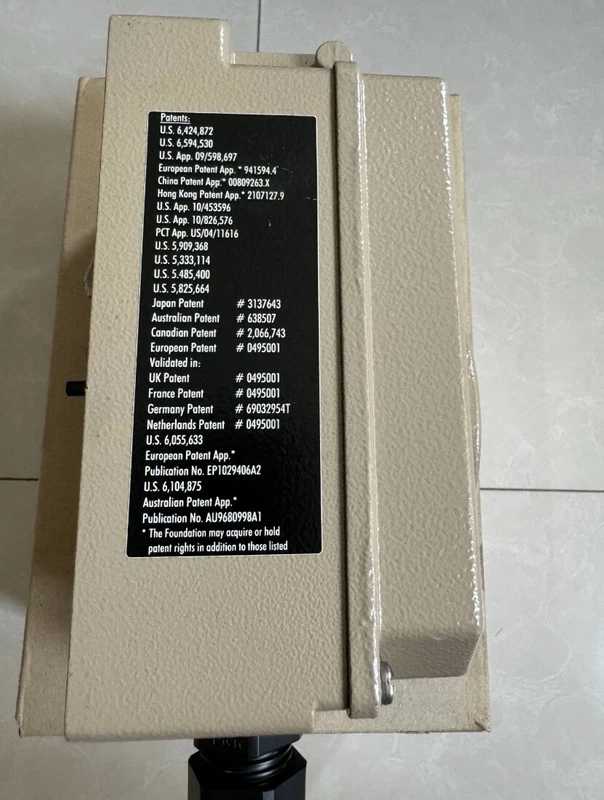 Patents:
U.S. 6,424,872
U.S. 6,594,530
U.S. App. 09/598,697
European Patent App. * 941594.4
China Patent App:* 00809263.X
Hong Kong Patent App.* 2107127.9
U.S. App. 10/453596
U.S. App. 10/826,576
PCT App. US/04/11616
U.S. 5,909,368
U.S. 5,333,114
U.S. 5.485,400
U.S. 5,825,664
Japan Patent # 3137643
Australian Patent # 638507
Canadian Patent # 2,066,743
European Patent # 0495001
Validated in:
UK Patent # 0495001
France Patent # 0495001
Germany Patent # 69032954T
Netherlands Patent # 0495001
U.S. 6,055,633
European Patent App.*
Publication No. EP1029406A2
U.S. 6,104,875
Australian Patent App.*
Publication No. AU9680998A1
* The Foundation may acquire or hold
patent rights in addition to those listed